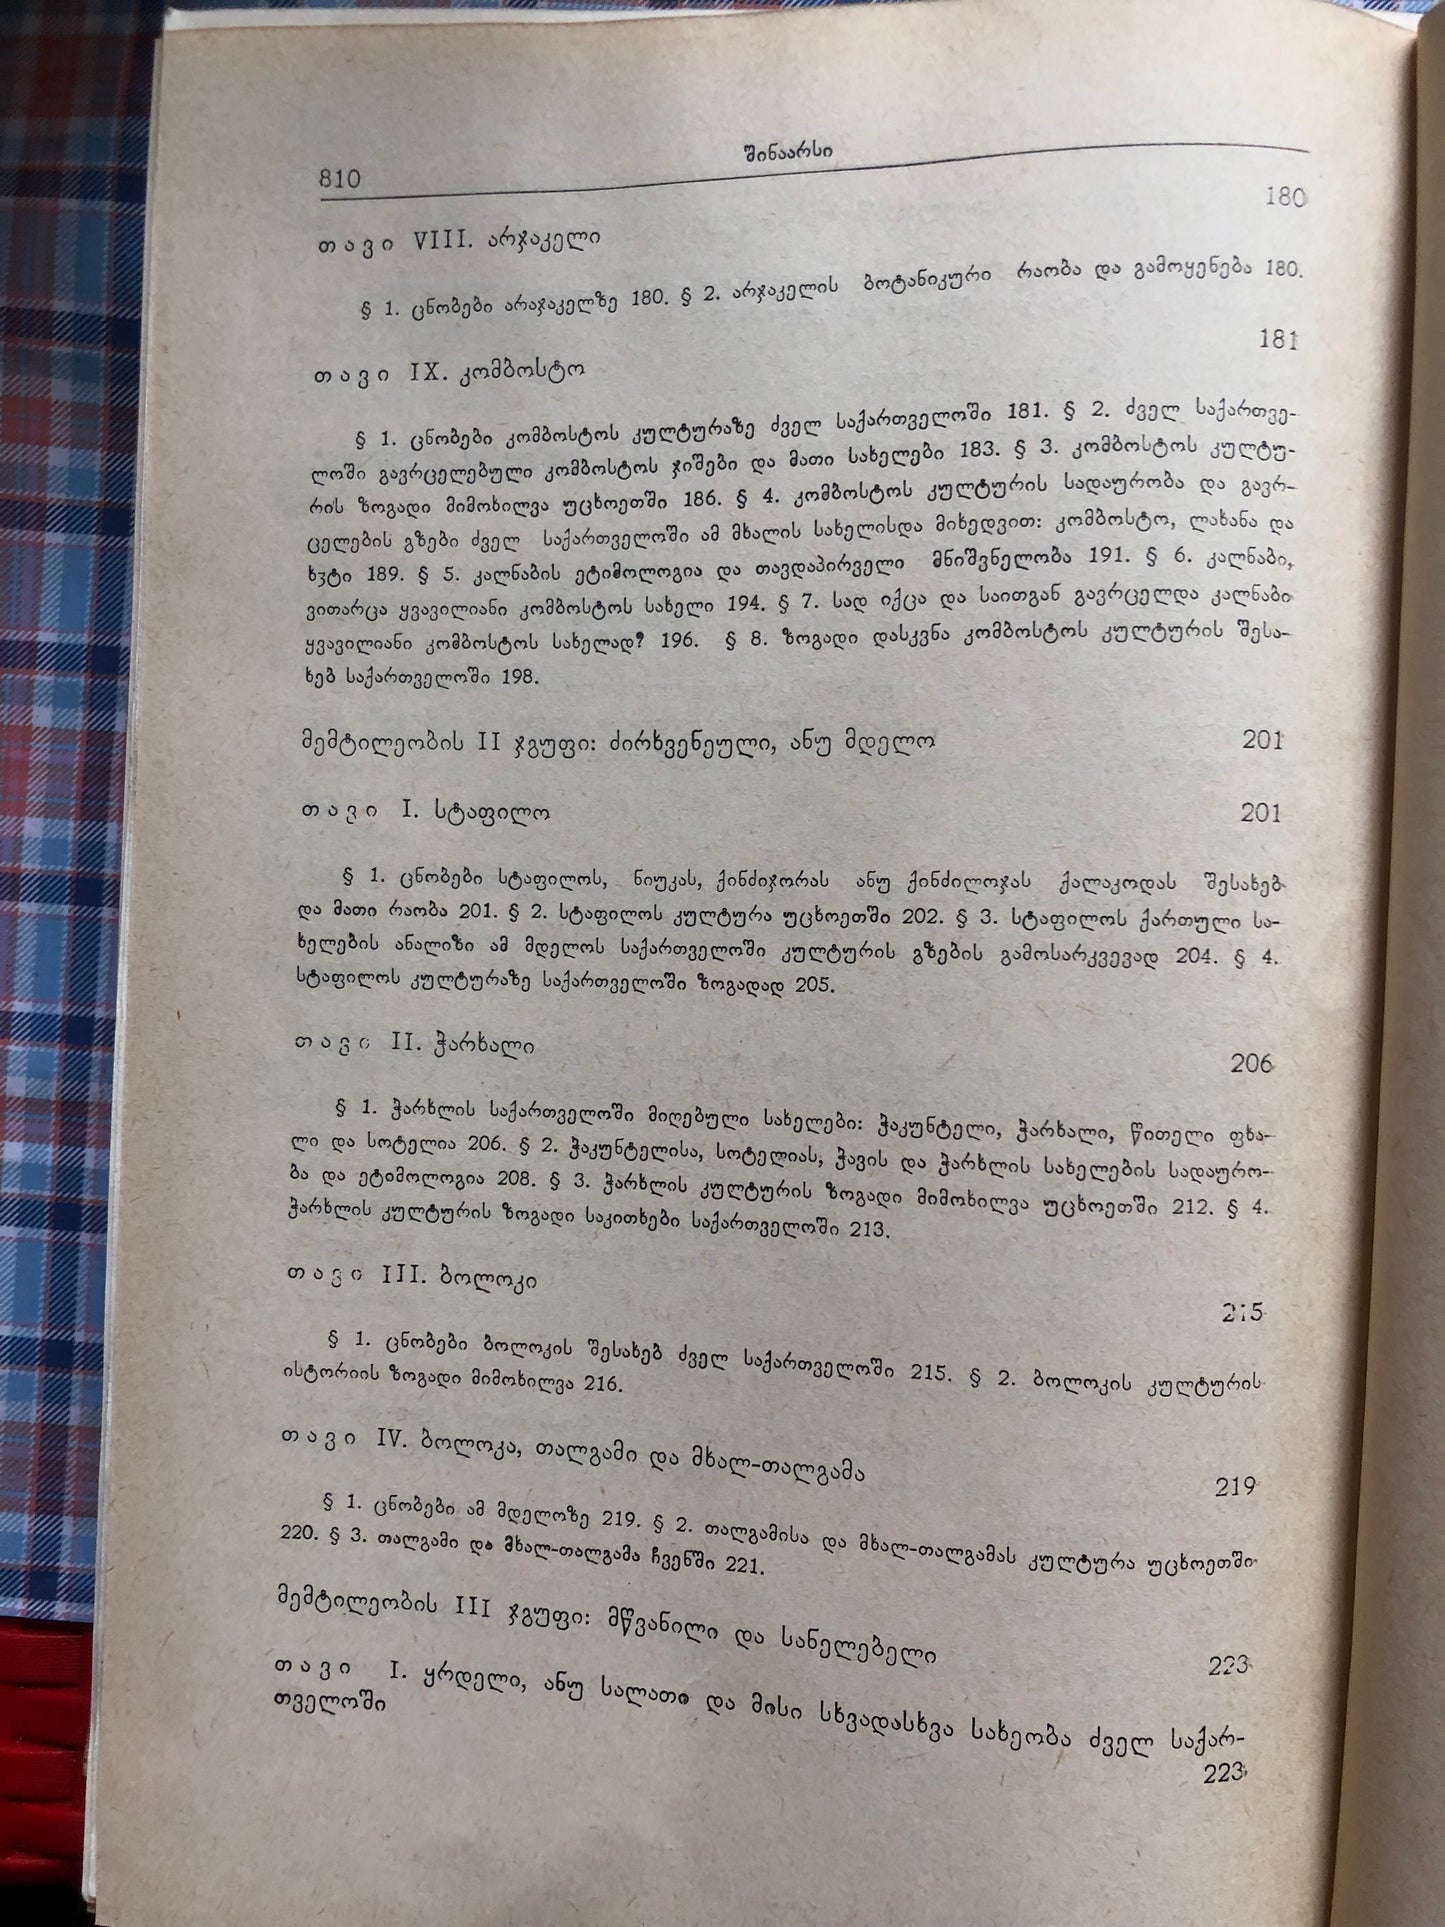 შინაარსი
810
180
თავი VIII. არჯაკელი
§ 1. ცნობები არაჯაკელზე 180. § 2. არჯაკელის ბოტანიკური რაობა და გამოყენება 180.
181
თავი IX. კომბოსტო
§ 1. ცნობები კომბოსტოს კულტურაზე ძველ საქართველოში 181. § 2. ძველ საქართვე-
ლოში გავრცელებული კომბოსტოს ჯიშები და მათი სახელები 183. § 3. კომბოსტოს კულტუ-
რის ზოგადი მიმოხილვა უცხოეთში 186. § 4. კომბოსტოს კულტურის სადაურობა და გავრ-
ცელების გზები ძველ საქართველოში ამ მხალის სახელისდა მიხედვით: კომბოსტო, ლახანა და
ხჳტი 189. § 5. კალნაბის ეტიმოლოგია და თავდაპირველი მნიშვნელობა 191. § 6. კალნაბი,
ვითარცა ყვავილიანი კომბოსტოს სახელი 194. § 7. სად იქცა და საითგან გავრცელდა კალნაბი
ყვავილიანი კომბოსტოს სახელად? 196. § 8. ზოგადი დასკვნა კომბოსტოს კულტურის შესა-
ხებ საქართველოში 198.
მემტილეობის II ჯგუფი: ძირხვენეული, ანუ მდელო 201
თავი I. სტაფილო 201
§ 1. ცნობები სტაფილოს, ნიუკას, ქინძიჯორას ანუ ქინძილოჯას ქალაკოდას შესახებ
და მათი რაობა 201. § 2. სტაფილოს კულტურა უცხოეთში 202. § 3. სტაფილოს ქართული სა-
ხელების ანალიზი ამ მდელოს საქართველოში კულტურის გზების გამოსარკვევად 204. § 4.
სტაფილოს კულტურაზე საქართველოში ზოგადად 205.
თავი II. ჭარხალი 206
§ 1. ჭარხლის საქართველოში მიღებული სახელები: ჭაკუნტელი, ჭარხალი, წითელი ფხა-
ლი და სოტელია 206. § 2. ჭაკუნტელისა, სოტელიას, ჭავის და ჭარხლის სახელების სადაურო-
ბა და ეტიმოლოგია 208. § 3. ჭარხლის კულტურის ზოგადი მიმოხილვა უცხოეთში 212. § 4.
ჭარხლის კულტურის ზოგადი საკითხები საქართველოში 213.
თავი III. ბოლოკი 215
§ 1. ცნობები ბოლოკის შესახებ ძველ საქართველოში 215. § 2. ბოლოკის კულტურის
ისტორიის ზოგადი მიმოხილვა 216.
თავი IV. ბოლოკა, თალგამი და მხალ-თალგამა 219
§ 1. ცნობები ამ მდელოზე 219. § 2. თალგამისა და მხალ-თალგამას კულტურა უცხოეთში
220. § 3. თალგამი და მხალ-თალგამა ჩვენში 221.
მემტილეობის III ჯგუფი: მწვანილი და სანელებელი 223
თავი I. ყრდელი, ანუ სალათი და მისი სხვადასხვა სახეობა ძველ საქარ-
თველოში 223